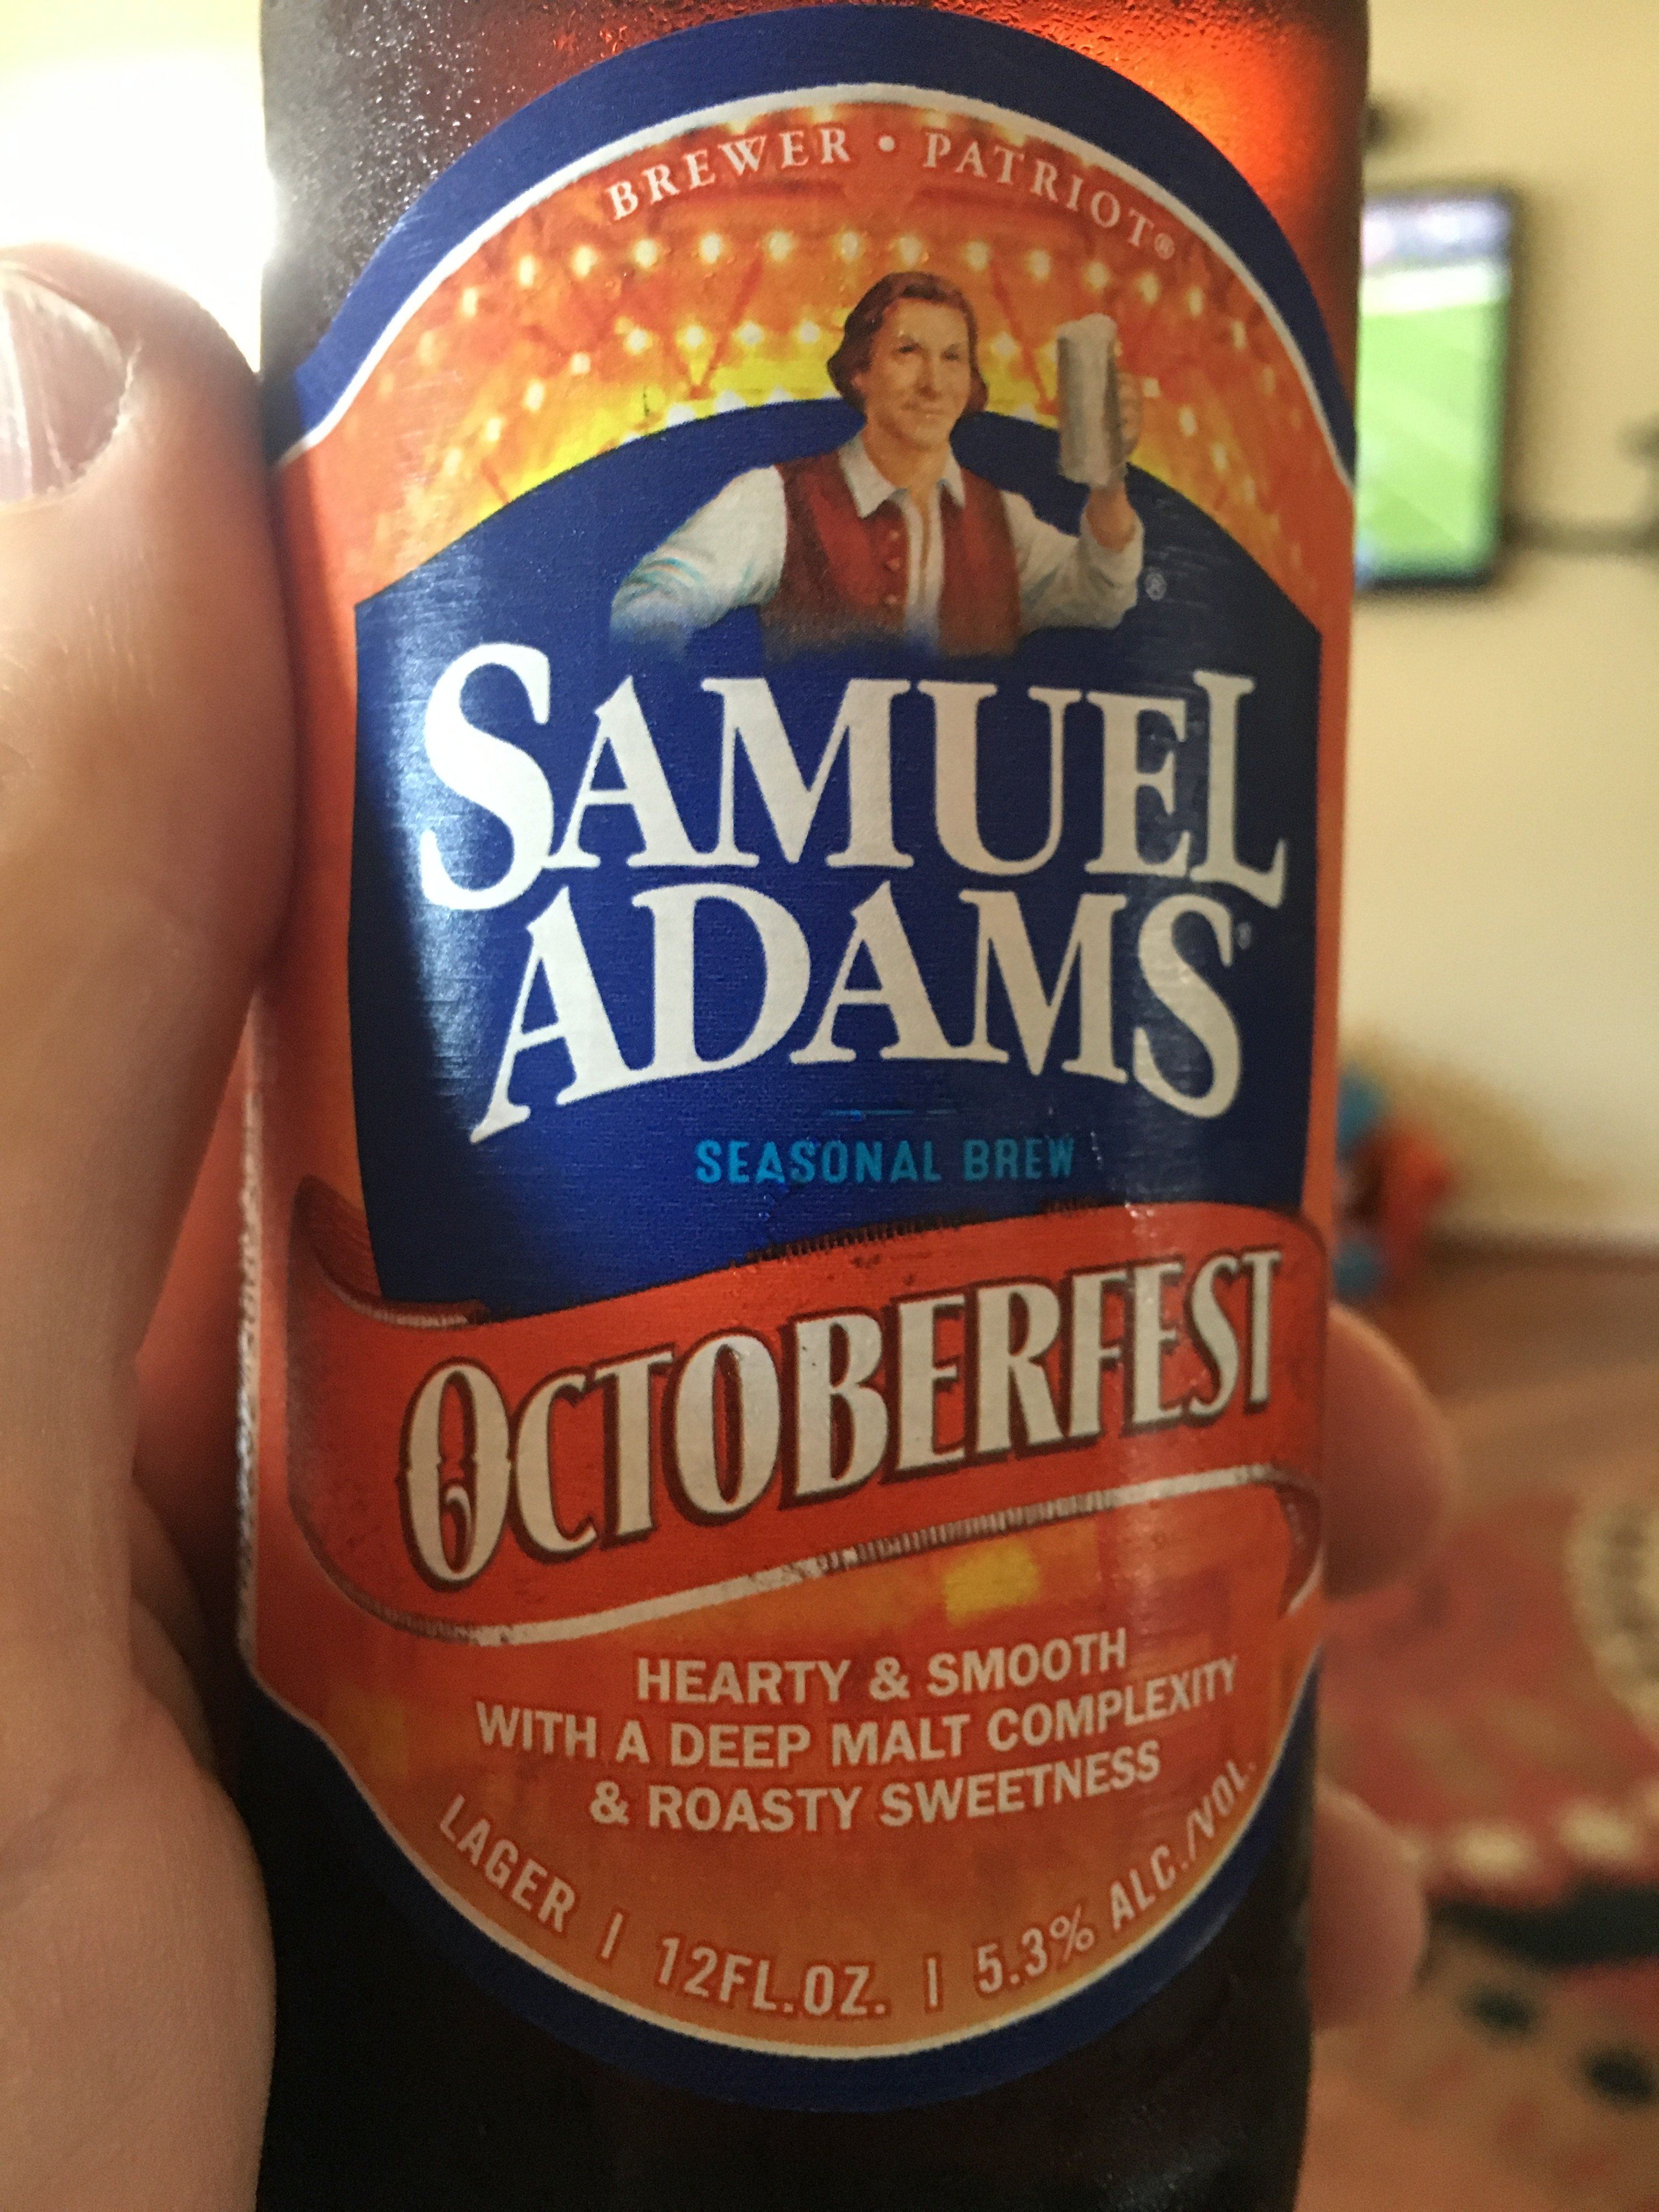 BREWER • PATRIOT®
®
SAMUEL
ADAMS®
SEASONAL BREW
OCTOBERFEST
HEARTY & SMOOTH
WITH A DEEP MALT COMPLEXITY
& ROASTY SWEETNESS
LAGER | 12FL.OZ. | 5.3% ALC./VOL.